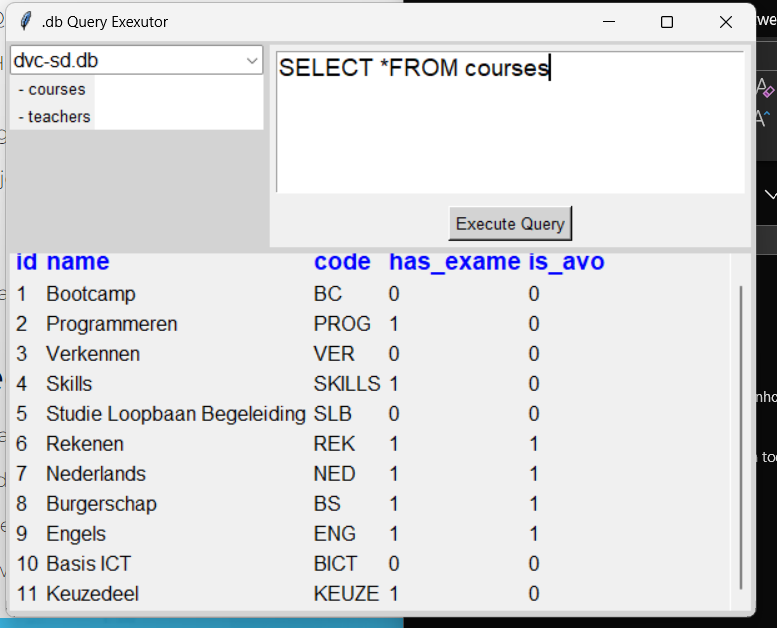 .db Query Exexutor
dvc-sd.db
- courses
- teachers
SELECT *FROM courses
Execute Query
id name code has_exame is_avo
1 Bootcamp BC 0 0
2 Programmeren PROG 1 0
3 Verkennen VER 0 0
4 Skills SKILLS 1 0
5 Studie Loopbaan Begeleiding SLB 0 0
6 Rekenen REK 1 1
7 Nederlands NED 1 1
8 Burgerschap BS 1 1
9 Engels ENG 1 1
10 Basis ICT BICT 0 0
11 Keuzedeel KEUZE 1 0